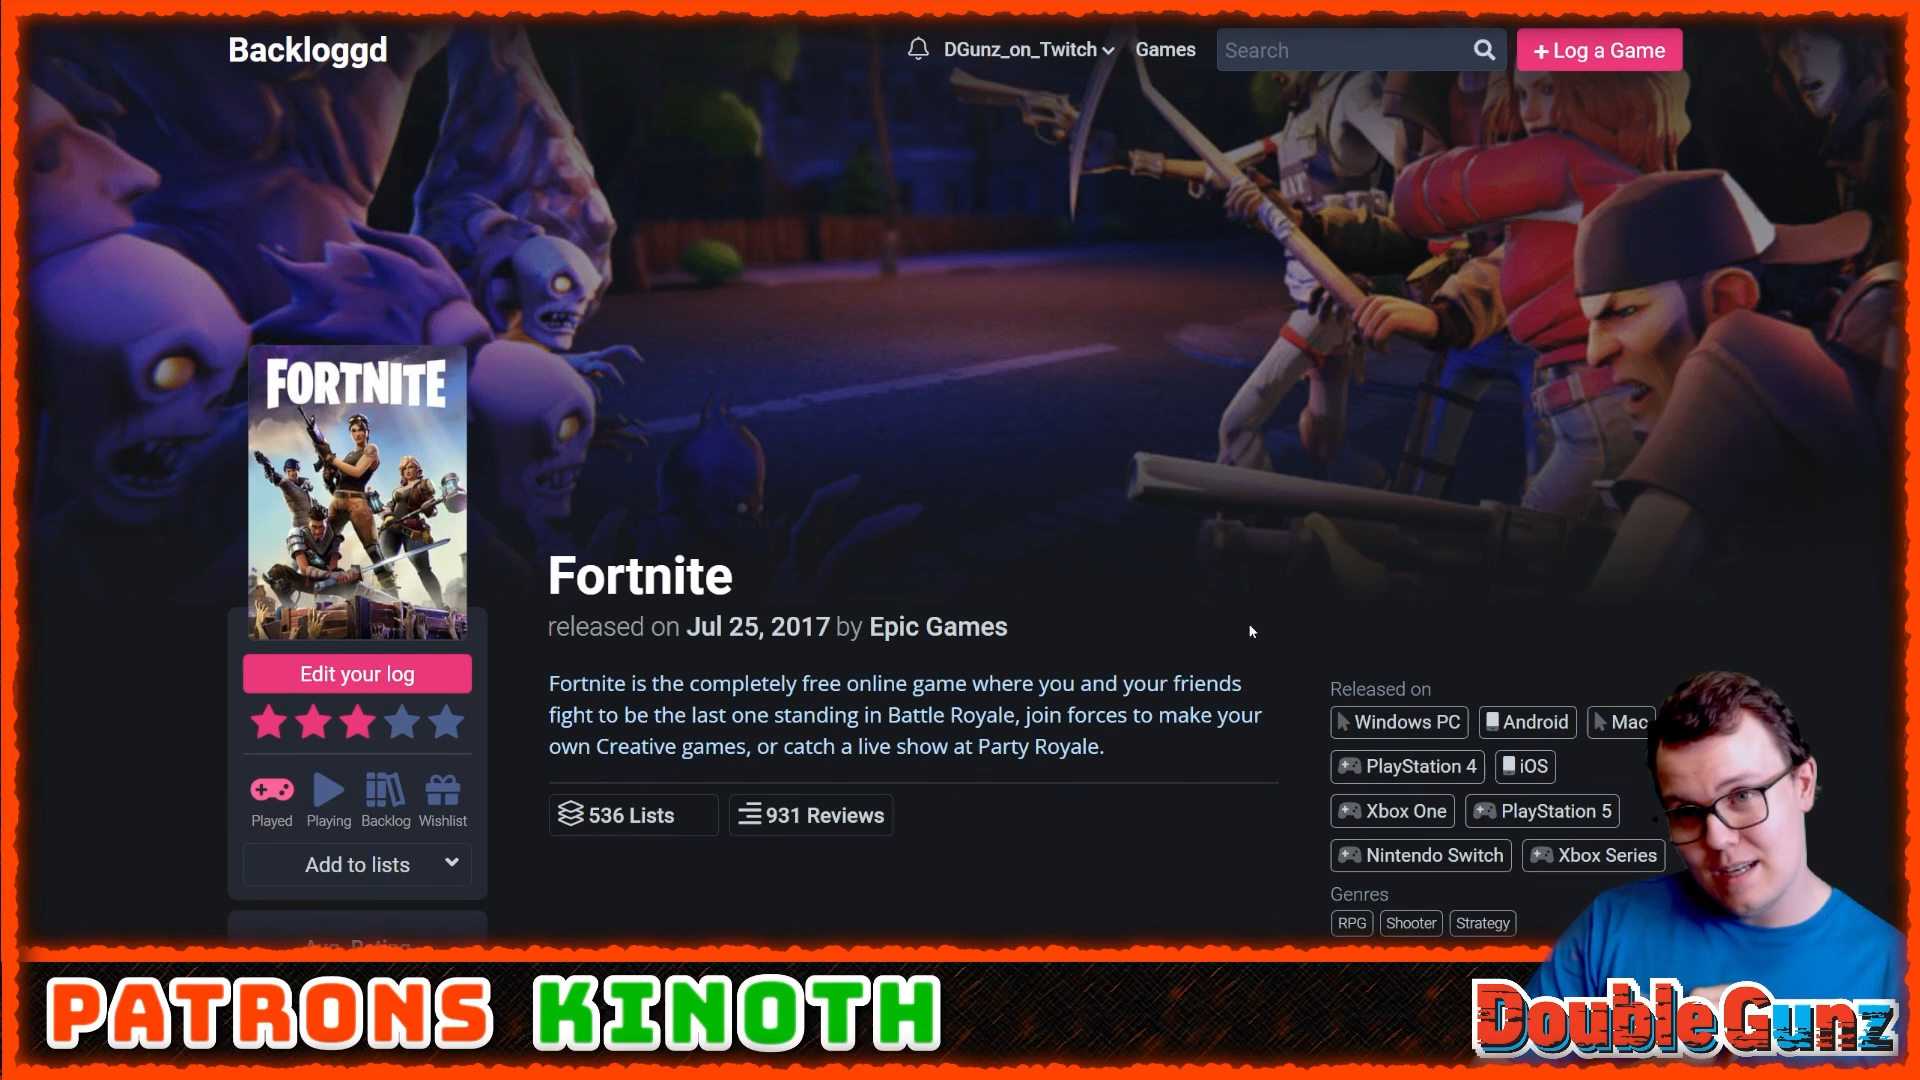 Backloggd
DGunz_on_Twitch
Games
Search
+ Log a Game
FORTNITE
Fortnite
released on Jul 25, 2017 by Epic Games
Edit your log
Fortnite is the completely free online game where you and your friends
fight to be the last one standing in Battle Royale, join forces to make your
own Creative games, or catch a live show at Party Royale.
536 Lists
931 Reviews
Played
Playing
Backlog
Wishlist
Add to lists
Released on
Windows PC
Android
Mac
PlayStation 4
iOS
Xbox One
PlayStation 5
Nintendo Switch
Xbox Series
Genres
RPG
Shooter
Strategy
Avg. Rating
PATRONS KINOTH
DoubleGunz